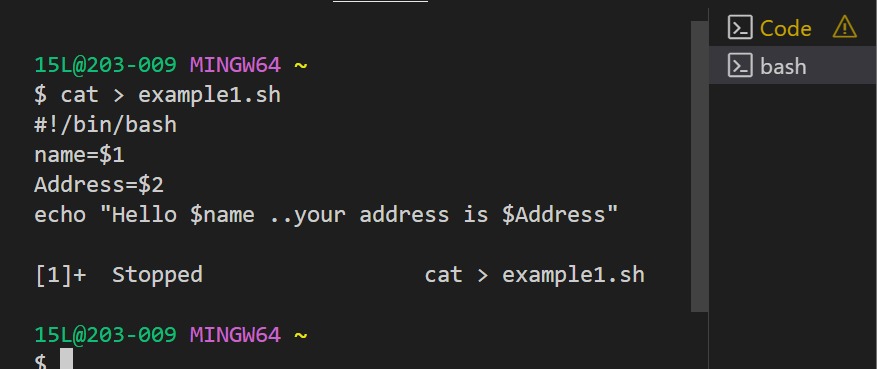 15L@203-009 MINGW64 ~
$ cat > example1.sh
#!/bin/bash
name=$1
Address=$2
echo "Hello $name ..your address is $Address"
[1]+  Stopped                 cat > example1.sh
15L@203-009 MINGW64 ~
$
Code
bash